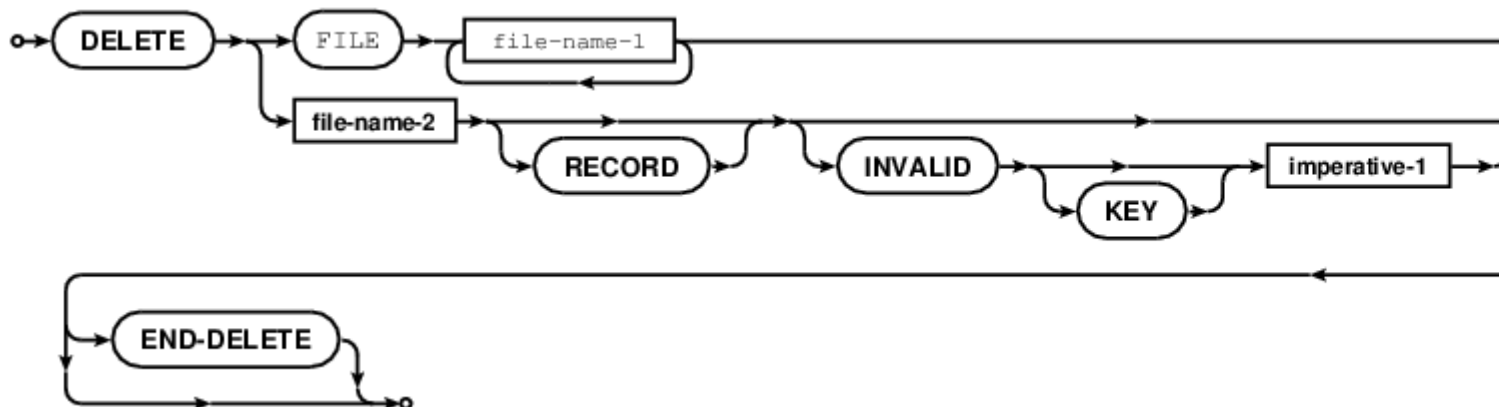 DELETE FILE file-name-1
file-name-2
RECORD INVALID imperative-1
KEY
END-DELETE